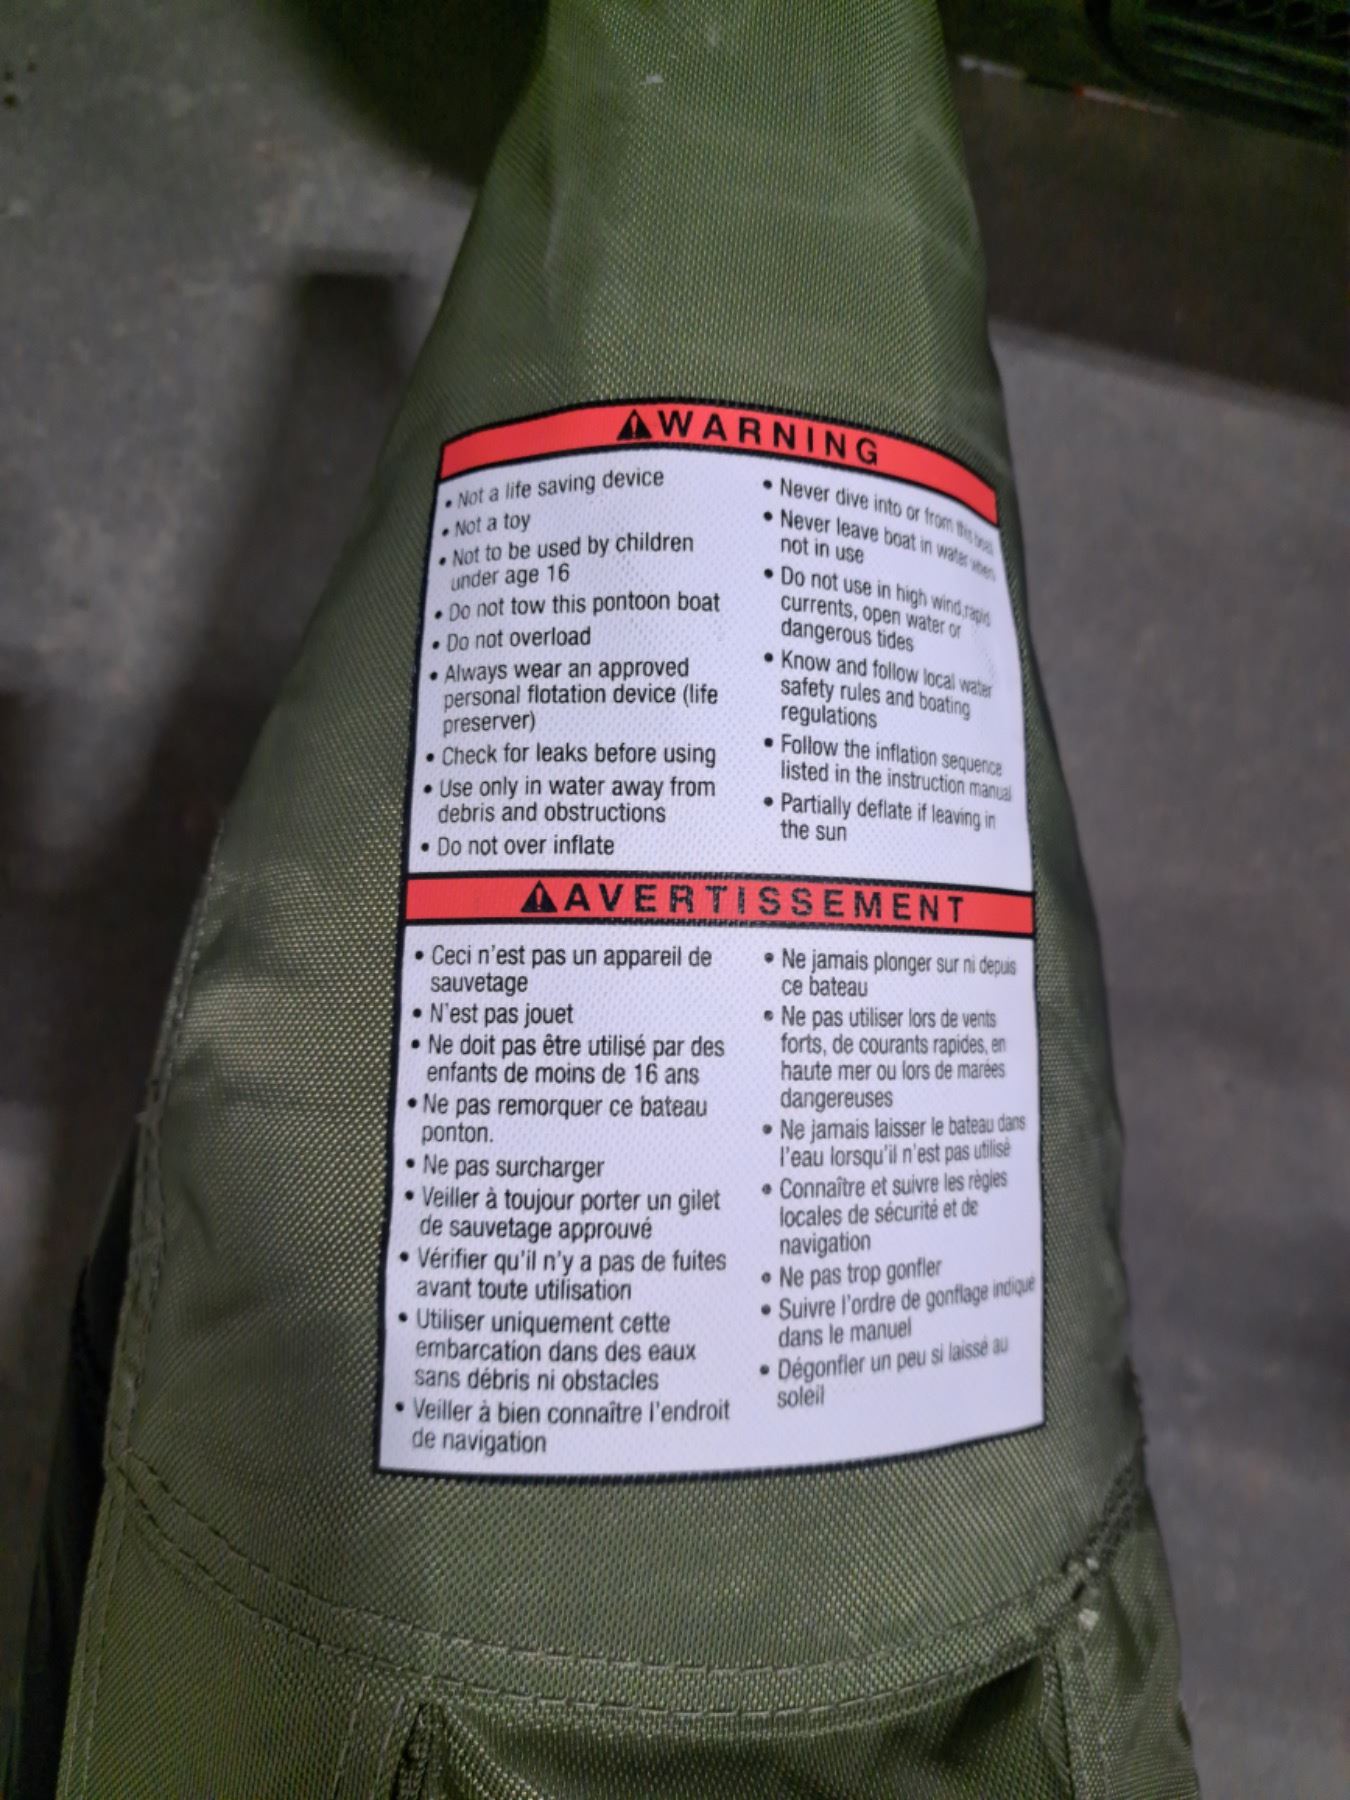 WARNING
• Not a life saving device
• Not a toy
• Not to be used by children
under age 16
• Do not tow this pontoon boat
• Do not overload
• Always wear an approved
personal flotation device (life
preserver)
• Check for leaks before using
• Use only in water away from
debris and obstructions
• Do not over inflate
• Never dive into or from this boat
• Never leave boat in water when
not in use
• Do not use in high wind,rapid
currents, open water or
dangerous tides
• Know and follow local water
safety rules and boating
regulations
• Follow the inflation sequence
listed in the instruction manual
• Partially deflate if leaving in
the sun
AVERTISSEMENT
• Ceci n'est pas un appareil de
sauvetage
• N'est pas jouet
• Ne doit pas être utilisé par des
enfants de moins de 16 ans
• Ne pas remorquer ce bateau
ponton.
• Ne pas surcharger
• Veiller à toujour porter un gilet
de sauvetage approuvé
• Vérifier qu'il n'y a pas de fuites
avant toute utilisation
• Utiliser uniquement cette
embarcation dans des eaux
sans débris ni obstacles
• Veiller à bien connaître l'endroit
de navigation
• Ne jamais plonger sur ni depuis
ce bateau
• Ne pas utiliser lors de vents
forts, de courants rapides, en
haute mer ou lors de marées
dangereuses
• Ne jamais laisser le bateau dans
l'eau lorsqu'il n'est pas utilisé
• Connaître et suivre les règles
locales de sécurité et de
navigation
• Ne pas trop gonfler
• Suivre l'ordre de gonflage indiqué
dans le manuel
• Dégonfler un peu si laissé au
soleil